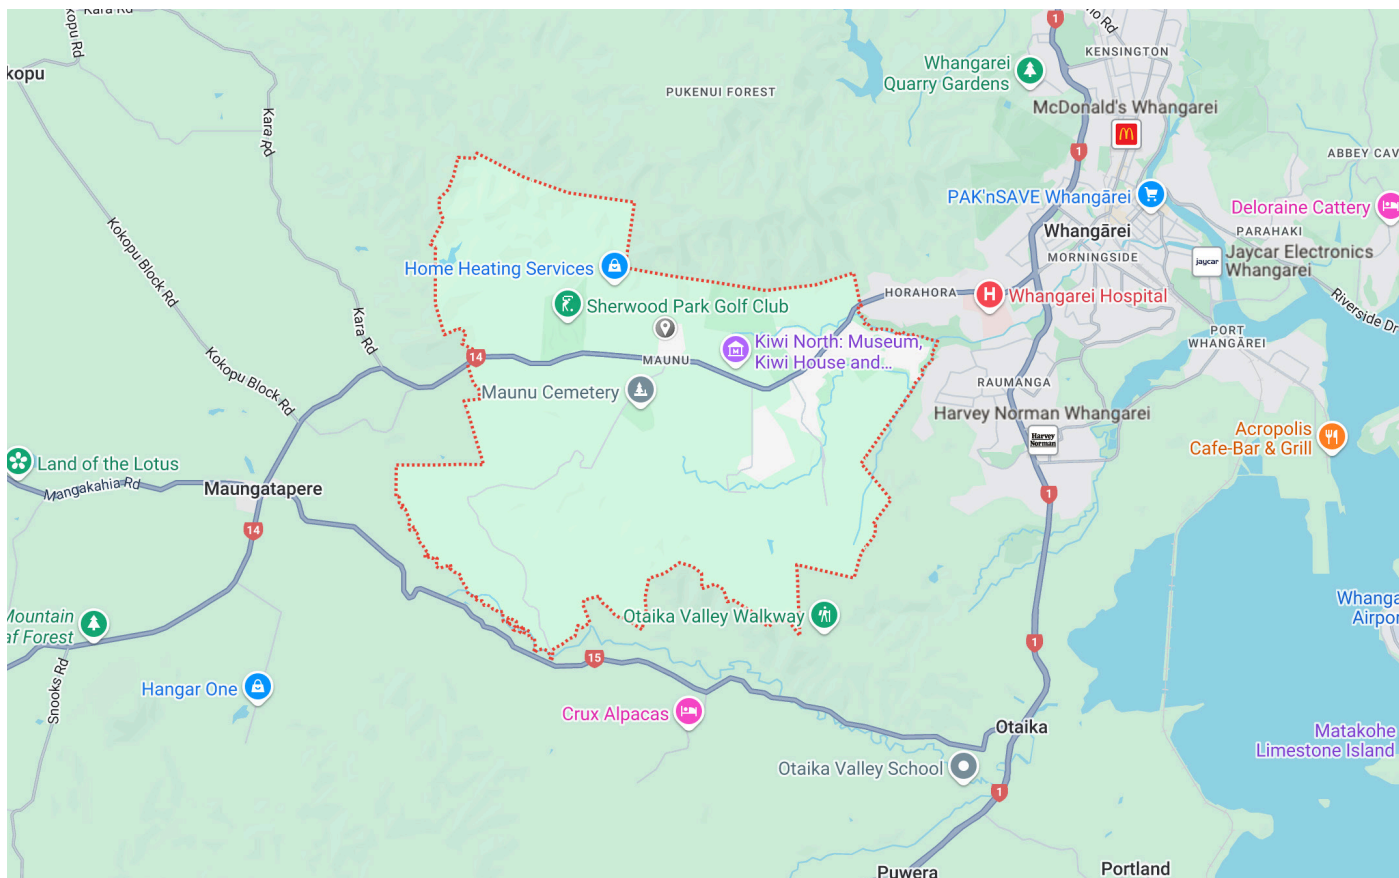 Kara Rd
kopu Rd
o Rd
1
KENSINGTON
Whangarei
Quarry Gardens
kopu
PUKENUI FOREST
McDonald's Whangarei
Kara Rd
1
ABBEY CAV
PAK'nSAVE Whangārei
Deloraine Cattery
Whangārei
PARAHAKI
Kokopu Block Rd
MORNINGSIDE
jaycar
Jaycar Electronics
Whangarei
Home Heating Services
HORAHORA
H
Whangarei Hospital
Riverside Dr
Sherwood Park Golf Club
Kara Rd
PORT
WHANGĀREI
14
MAUNU
Kiwi North: Museum,
Kiwi House and...
Kokopu Block Rd
Maunu Cemetery
RAUMANGA
Harvey Norman Whangarei
Harvey
Norman
Acropolis
Cafe-Bar & Grill
Land of the Lotus
Mangakahia Rd
Maungatapere
1
14
Mountain
af Forest
Otaika Valley Walkway
Whanga
Airpor
1
15
Snooks Rd
Hangar One
Crux Alpacas
Otaika
Matakohe
Limestone Island
Otaika Valley School
1
Puwera
Portland